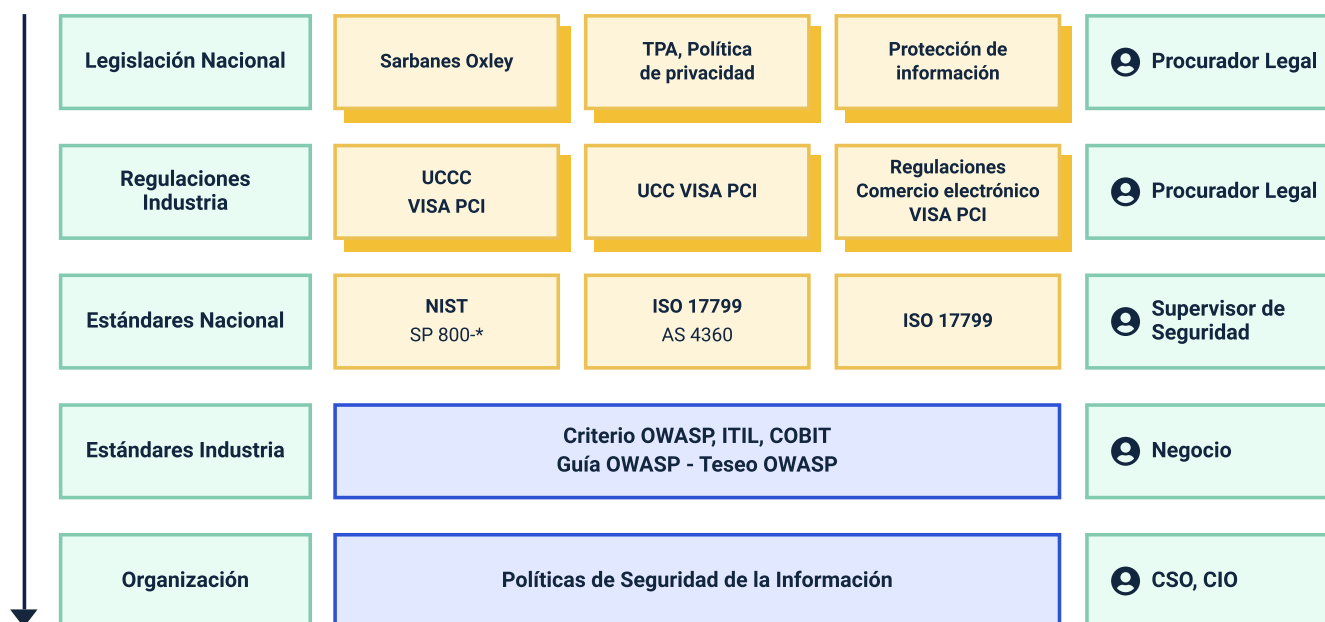 Legislación Nacional
Sarbanes Oxley
TPA, Política
de privacidad
Protección de
información
Procurador Legal
Regulaciones
Industria
UCCC
VISA PCI
UCC VISA PCI
Regulaciones
Comercio electrónico
VISA PCI
Procurador Legal
Estándares Nacional
NIST
SP 800-*
ISO 17799
AS 4360
ISO 17799
Supervisor de
Seguridad
Estándares Industria
Criterio OWASP, ITIL, COBIT
Guía OWASP - Teseo OWASP
Negocio
Organización
Políticas de Seguridad de la Información
CSO, CIO